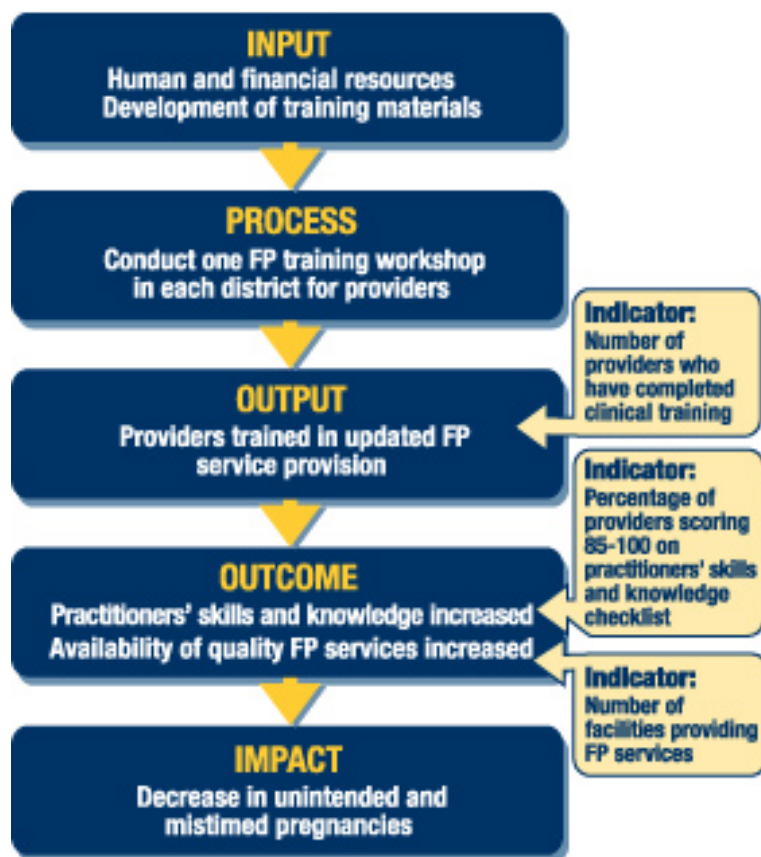 INPUT
Human and financial resources
Development of training materials
PROCESS
Conduct one FP training workshop
in each district for providers
OUTPUT
Providers trained in updated FP
service provision
Indicator:
Number of
providers who
have completed
clinical training
OUTCOME
Practitioners' skills and knowledge increased
Availability of quality FP services increased
Indicator:
Percentage of
providers scoring
85-100 on
practitioners' skills
and knowledge
checklist
Indicator:
Number of
facilities providing
FP services
IMPACT
Decrease in unintended and
mistimed pregnancies